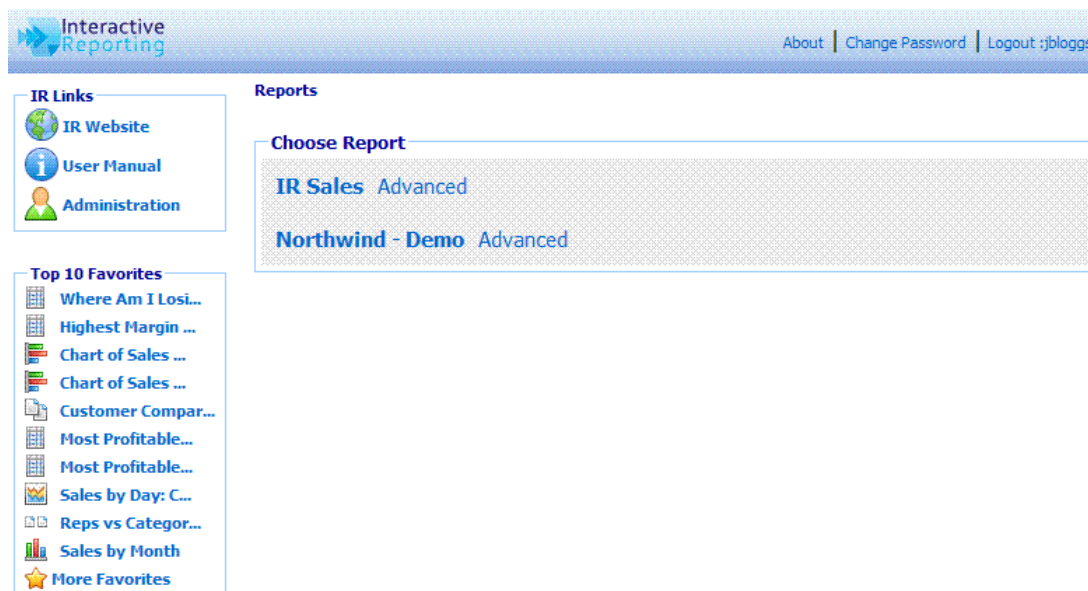 Interactive
Reporting
About | Change Password | Logout :jbloggs
IR Links
IR Website
User Manual
Administration
Top 10 Favorites
Where Am I Losi...
Highest Margin ...
Chart of Sales ...
Chart of Sales ...
Customer Compar...
Most Profitable...
Most Profitable...
Sales by Day: C...
Reps vs Categor...
Sales by Month
More Favorites
Reports
Choose Report
IR Sales Advanced
Northwind - Demo Advanced